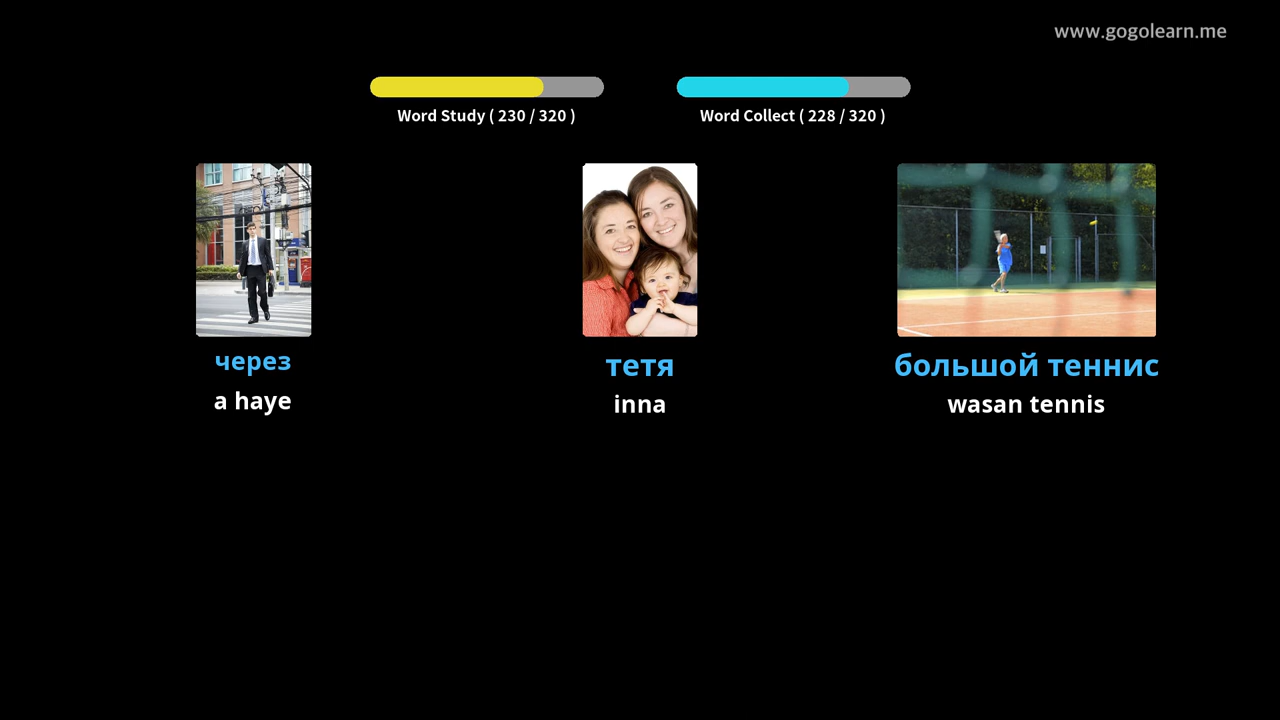 www.gogolearn.me
Word Study ( 230 / 320 )
Word Collect ( 228 / 320 )
через
a haye
тетя
inna
большой теннис
wasan tennis